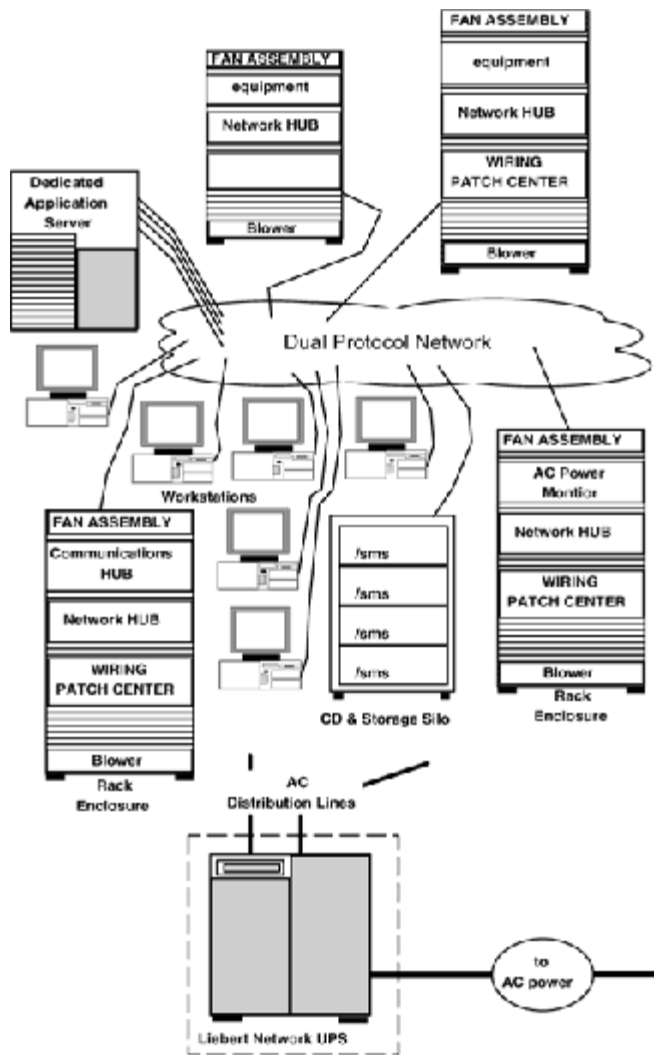 FAN ASSEMBLY
equipment
Network HUB
WIRING
PATCH CENTER
Blower
FAN ASSEMBLY
equipment
Network HUB
Blower
Dedicated
Application
Server
Dual Protocol Network
Workstations
FAN ASSEMBLY
AC Power
Montior
Network HUB
WIRING
PATCH CENTER
Blower
Rack
Enclosure
FAN ASSEMBLY
Communications
HUB
Network HUB
WIRING
PATCH CENTER
Blower
Rack
Enclosure
/sms
/sms
/sms
/sms
CD & Storage Silo
AC
Distribution Lines
to
AC power
Liebert Network UPS